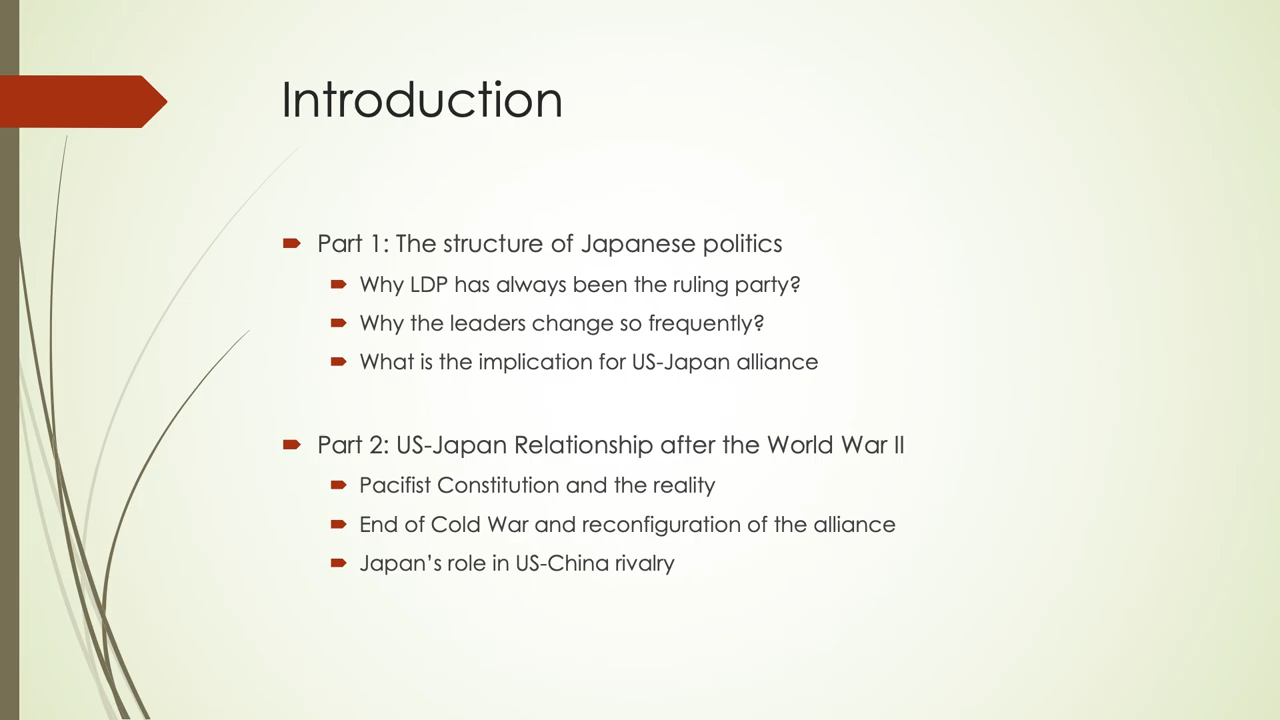 Introduction
Part 1: The structure of Japanese politics
Why LDP has always been the ruling party?
Why the leaders change so frequently?
What is the implication for US-Japan alliance
Part 2: US-Japan Relationship after the World War II
Pacifist Constitution and the reality
End of Cold War and reconfiguration of the alliance
Japan’s role in US-China rivalry